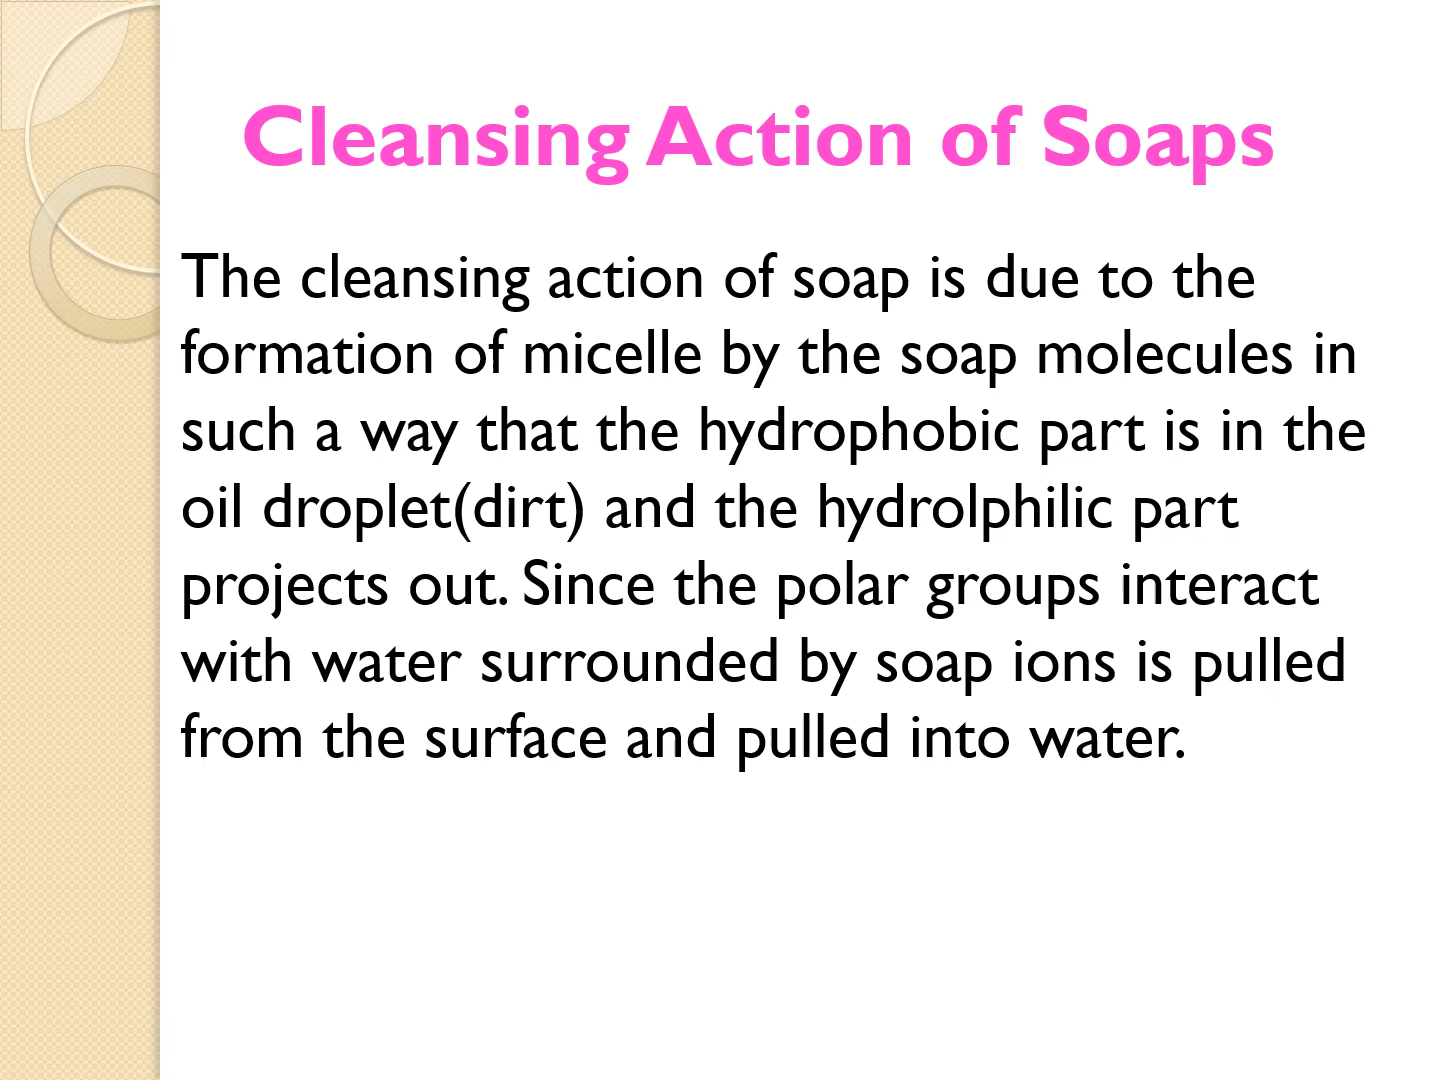 Cleansing Action of Soaps
The cleansing action of soap is due to the
formation of micelle by the soap molecules in
such a way that the hydrophobic part is in the
oil droplet(dirt) and the hydrolphilic part
projects out. Since the polar groups interact
with water surrounded by soap ions is pulled
from the surface and pulled into water.